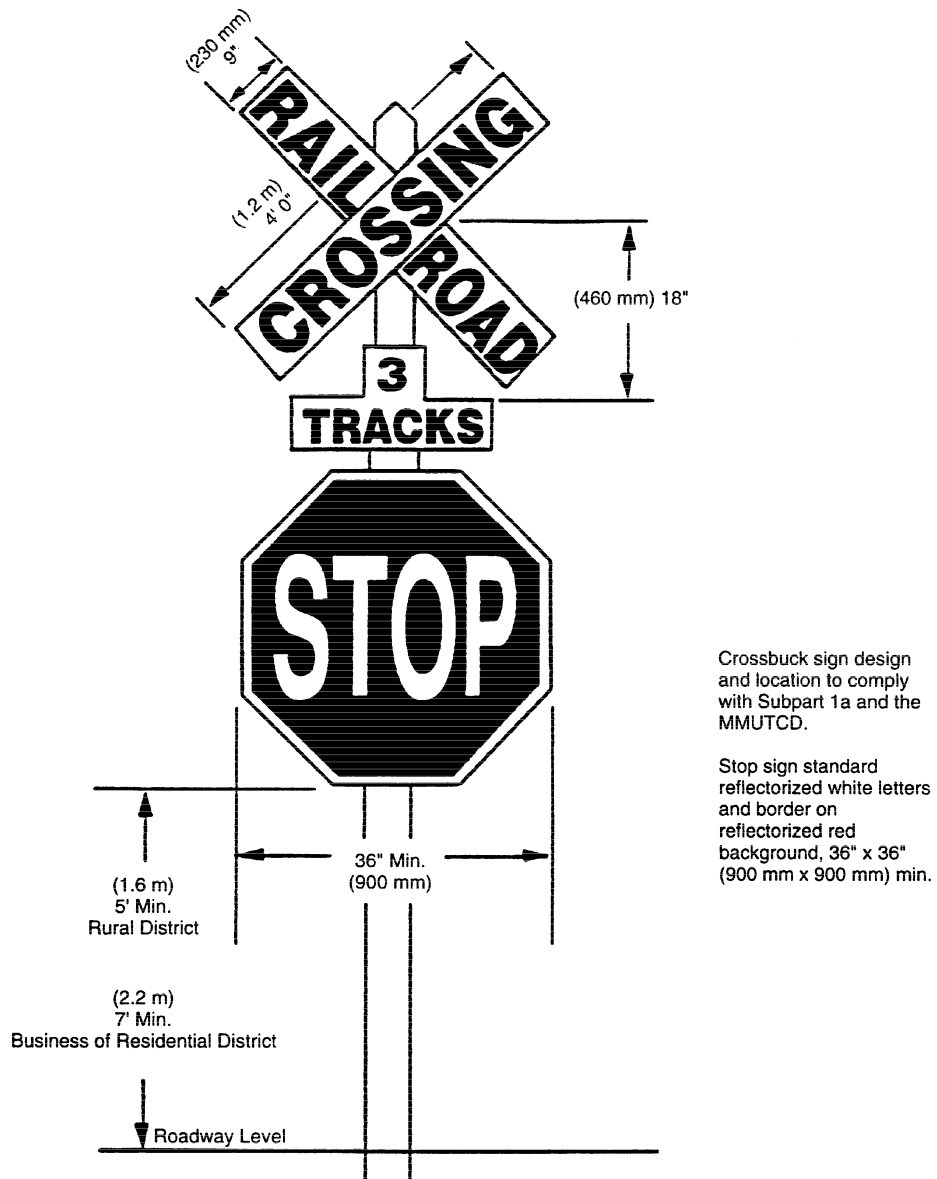 (230 mm)
9"
RAIL
CROSSING
ROAD
(1.2 m)
4' 0"
(460 mm) 18"
3
TRACKS
STOP
Crossbuck sign design
and location to comply
with Subpart 1a and the
MMUTCD.
Stop sign standard
reflectorized white letters
and border on
reflectorized red
background, 36" x 36"
(900 mm x 900 mm) min.
36" Min.
(900 mm)
(1.6 m)
5' Min.
Rural District
(2.2 m)
7' Min.
Business of Residential District
Roadway Level